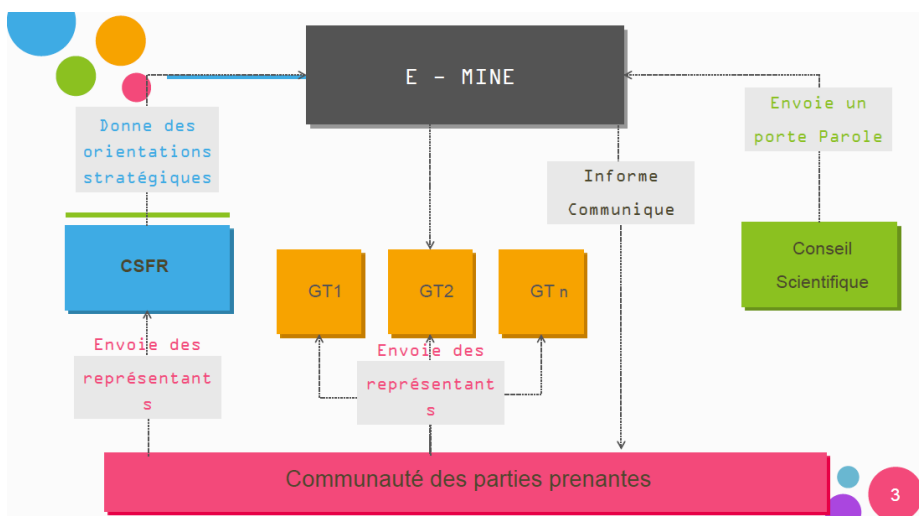 E - MINE
Donne des
orientations
stratégiques
Envoie un
porte Parole
Informe
Communique
CSFR
GT1
GT2
GT n
Conseil
Scientifique
Envoie des
représentant
s
Envoie des
représentant
s
Communauté des parties prenantes
3